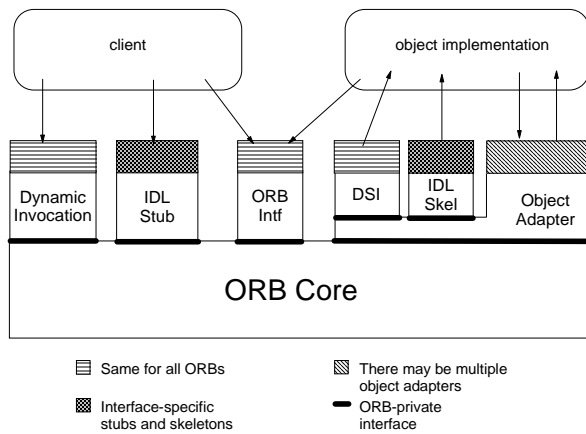 client
object implementation
Dynamic
Invocation
IDL
Stub
ORB
Intf
DSI
IDL
Skel
Object
Adapter
ORB Core
Same for all ORBs
There may be multiple
object adapters
Interface-specific
stubs and skeletons
ORB-private
interface